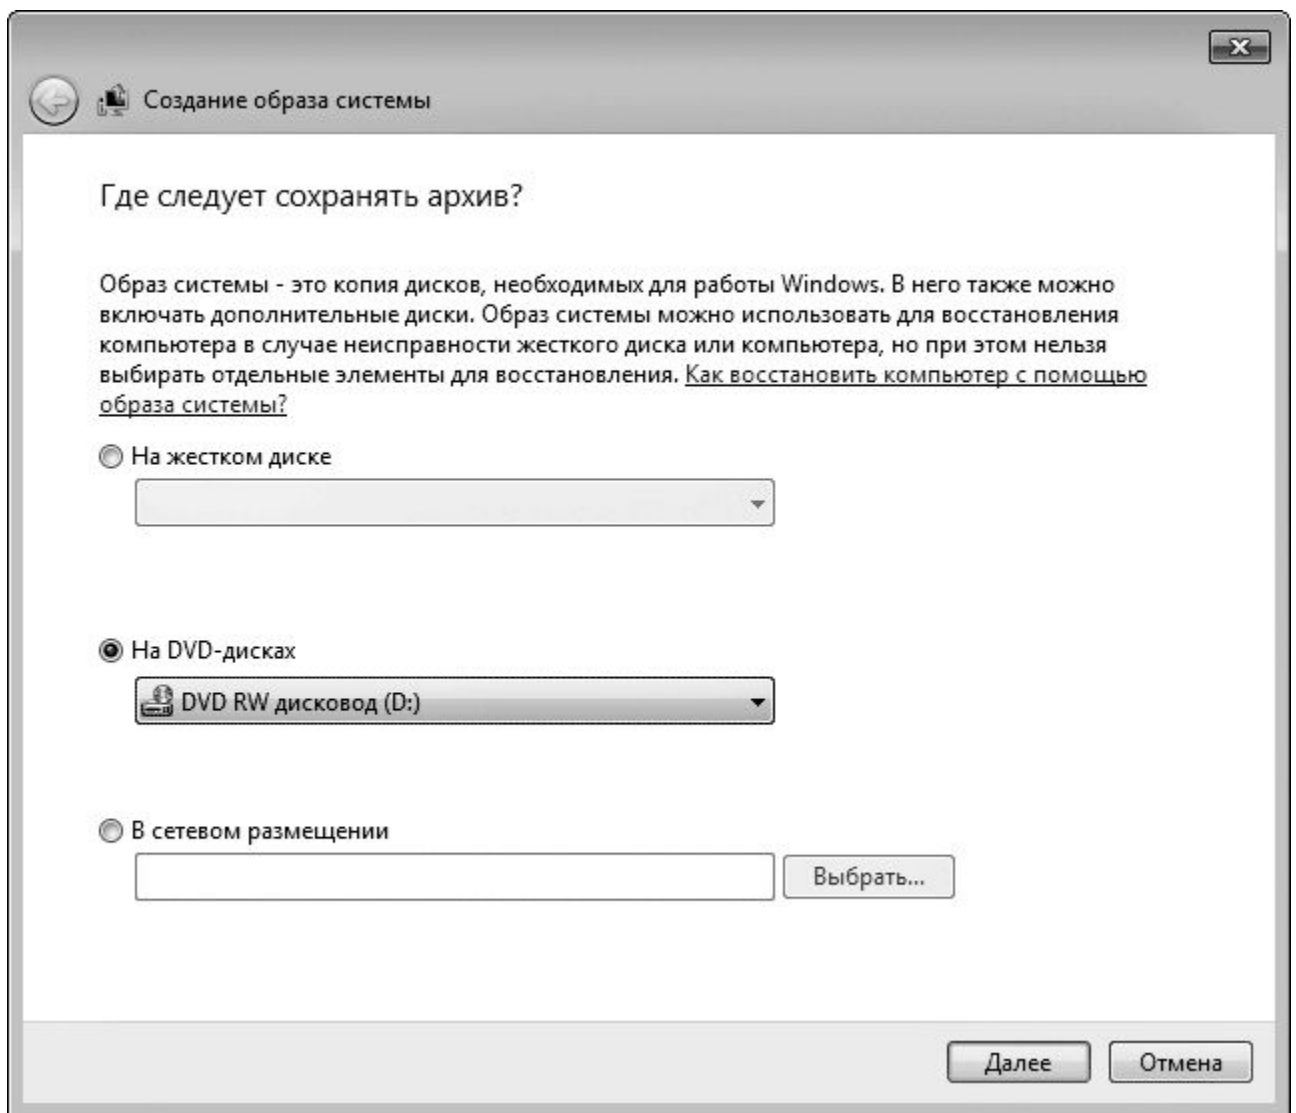 Создание образа системы
Где следует сохранять архив?
Образ системы - это копия дисков, необходимых для работы Windows. В него также можно
включать дополнительные диски. Образ системы можно использовать для восстановления
компьютера в случае неисправности жесткого диска или компьютера, но при этом нельзя
выбирать отдельные элементы для восстановления. Как восстановить компьютер с помощью
образа системы?
На жестком диске
На DVD-дисках
DVD RW дисковод (D:)
В сетевом размещении
Выбрать...
Далее
Отмена